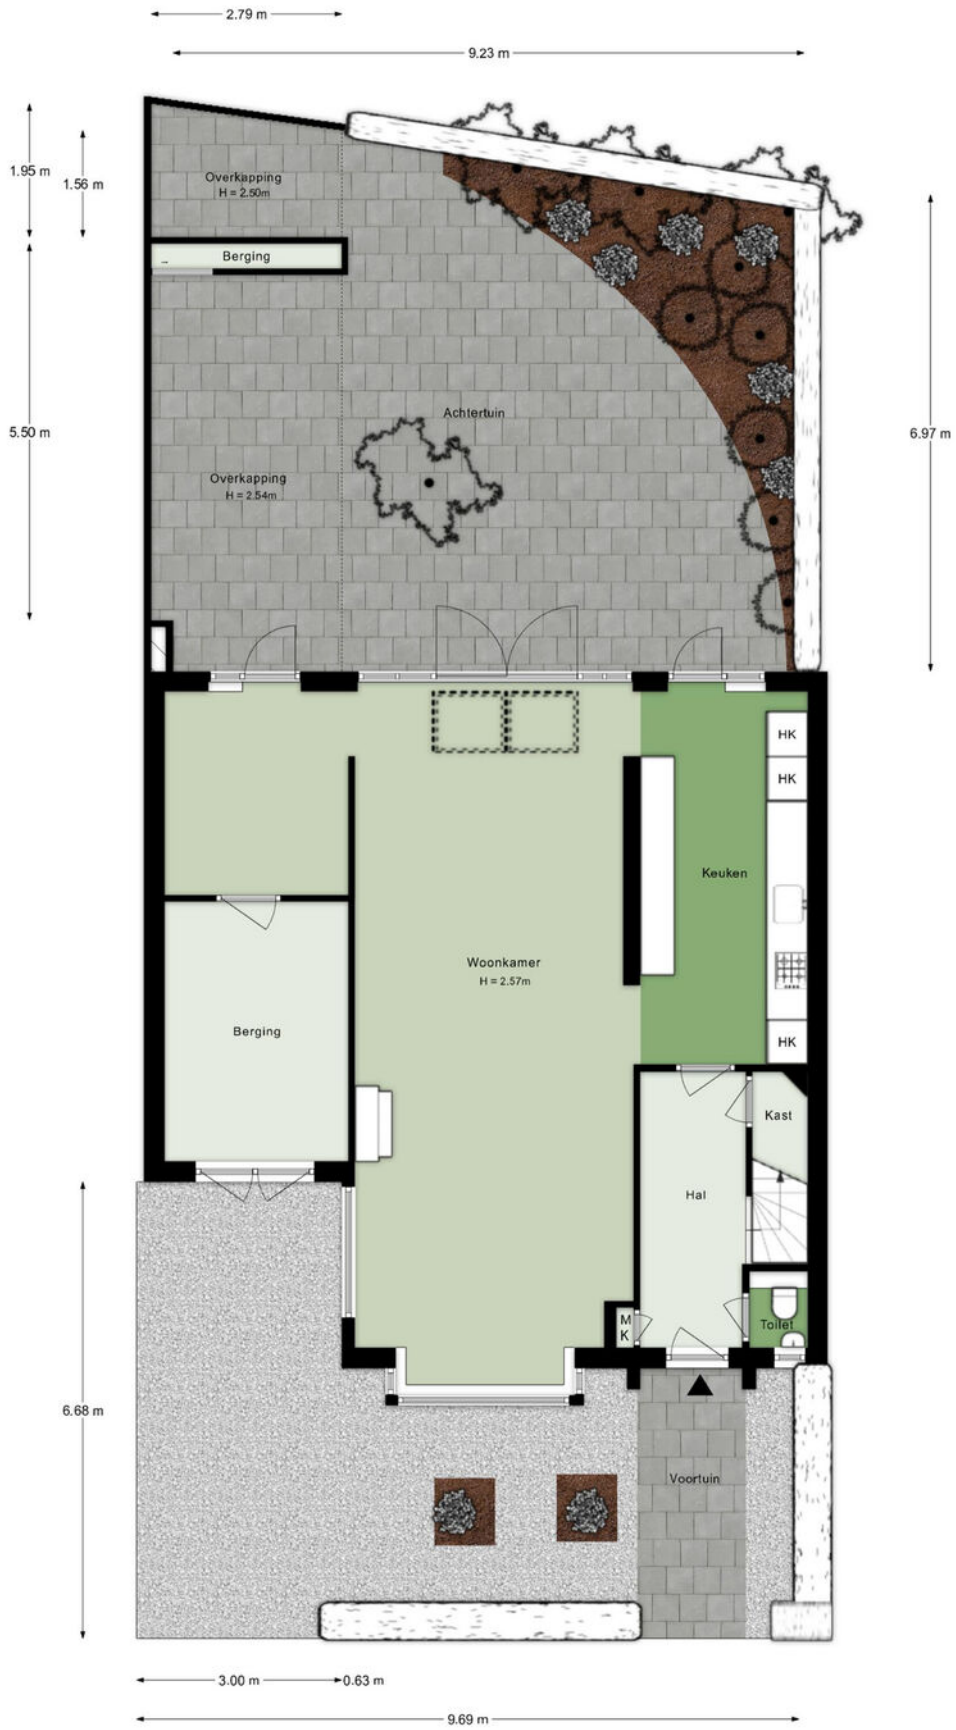 2.79 m
9.23 m
1.95 m
1.56 m
Overkapping
H = 2.50m
Berging
Achtertuin
5.50 m
6.97 m
Overkapping
H = 2.54m
HK
HK
Keuken
Woonkamer
H = 2.57m
Berging
HK
Kast
Hal
M
K
Toilet
6.68 m
Voortuin
3.00 m
0.63 m
9.69 m